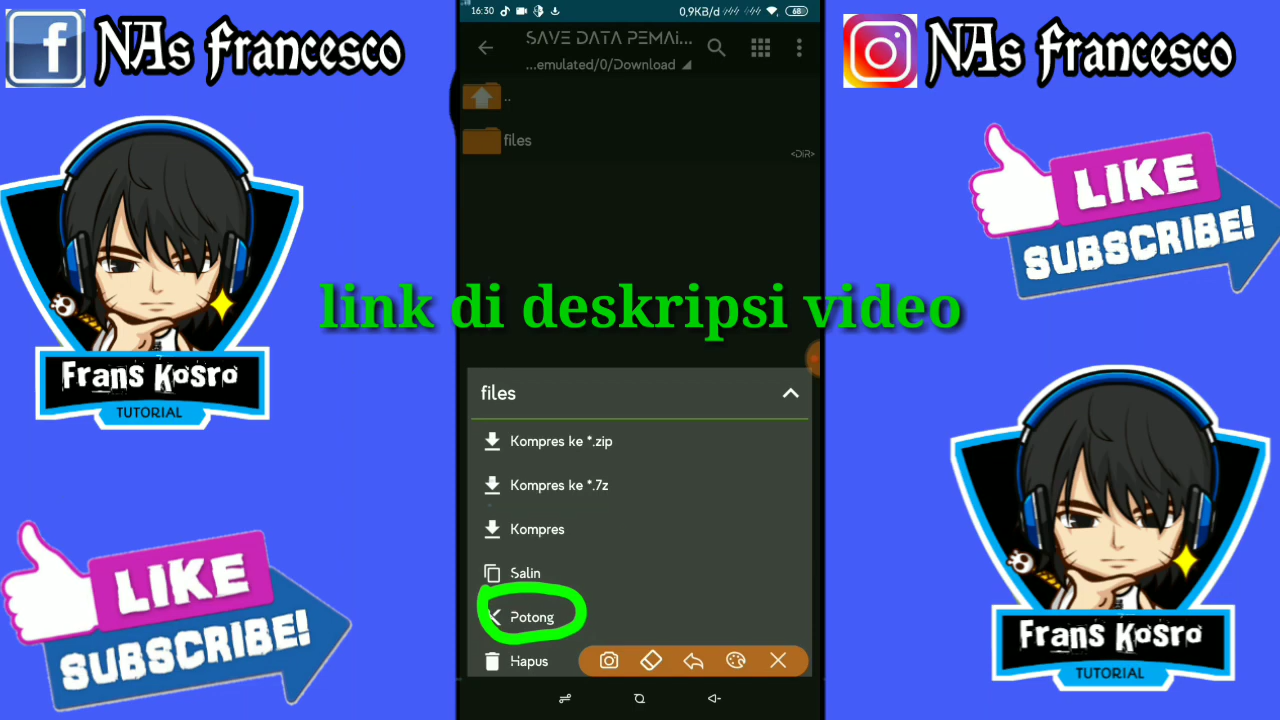 NAs Francesco
16:30
0,9KB/d
68
SAVE DATA PEMAi...
...emulated/0/Download
..
files
<DiR>
NAs Francesco
LIKE
SUBSCRIBE!
Frans KoSro
TUTORIAL
link di deskripsi video
files
Kompres ke *.zip
Kompres ke *.7z
Kompres
Salin
Potong
Hapus
LIKE
SUBSCRIBE!
Frans KoSro
TUTORIAL